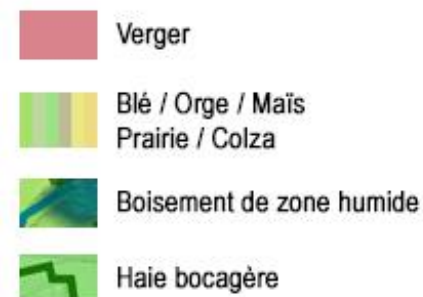 Verger
Blé / Orge / Maïs
Prairie / Colza
Boisement de zone humide
Haie bocagère